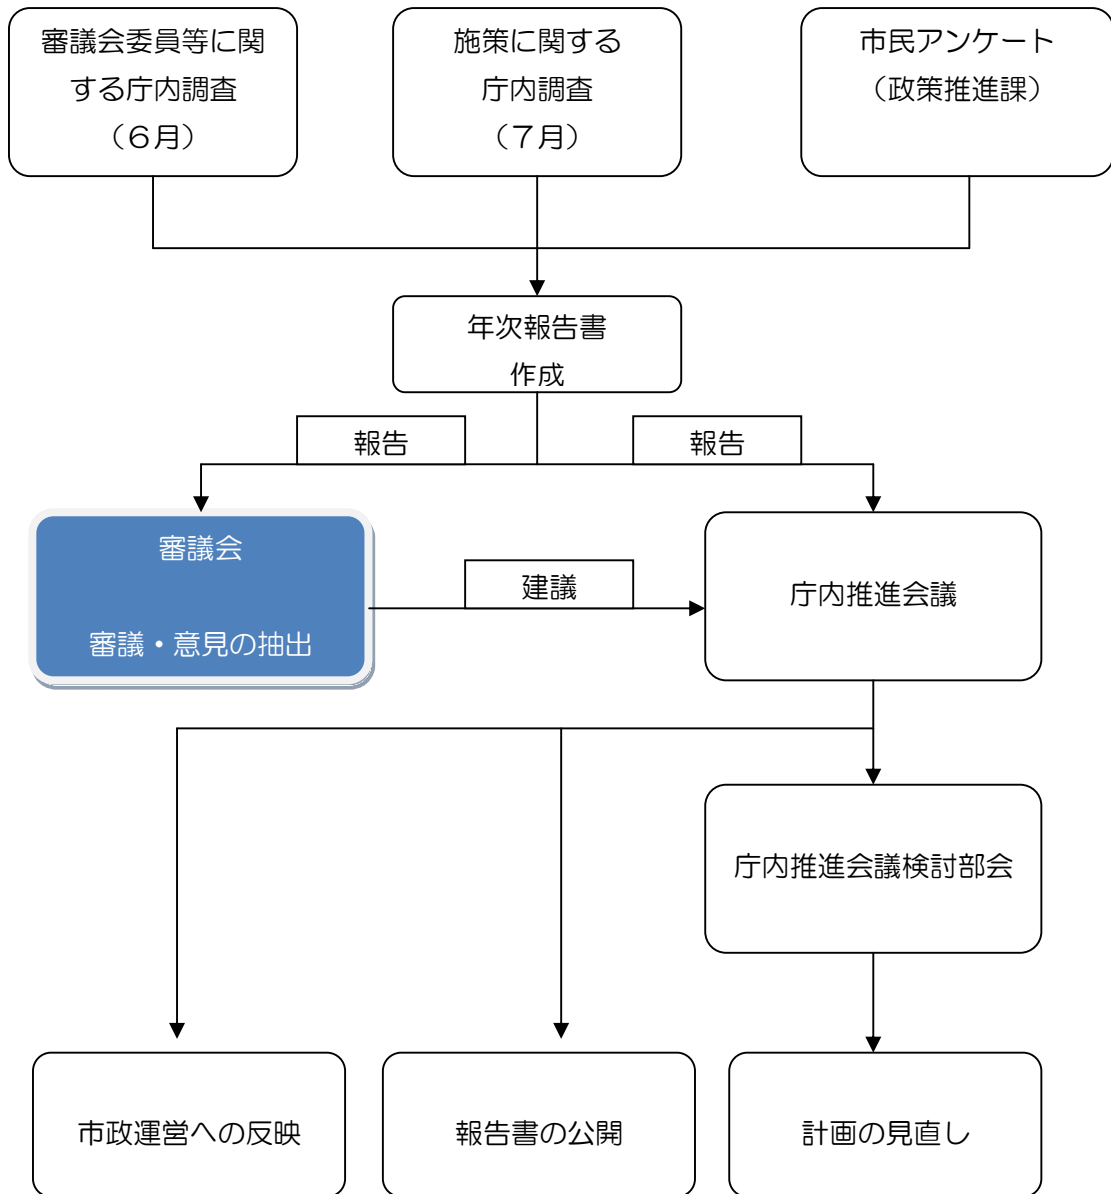 審議会委員等に関
する庁内調査
（６月）
施策に関する
庁内調査
（７月）
市民アンケート
（政策推進課）
年次報告書
作成
報告
報告
審議会
審議・意見の抽出
建議
庁内推進会議
庁内推進会議検討部会
市政運営への反映
報告書の公開
計画の見直し